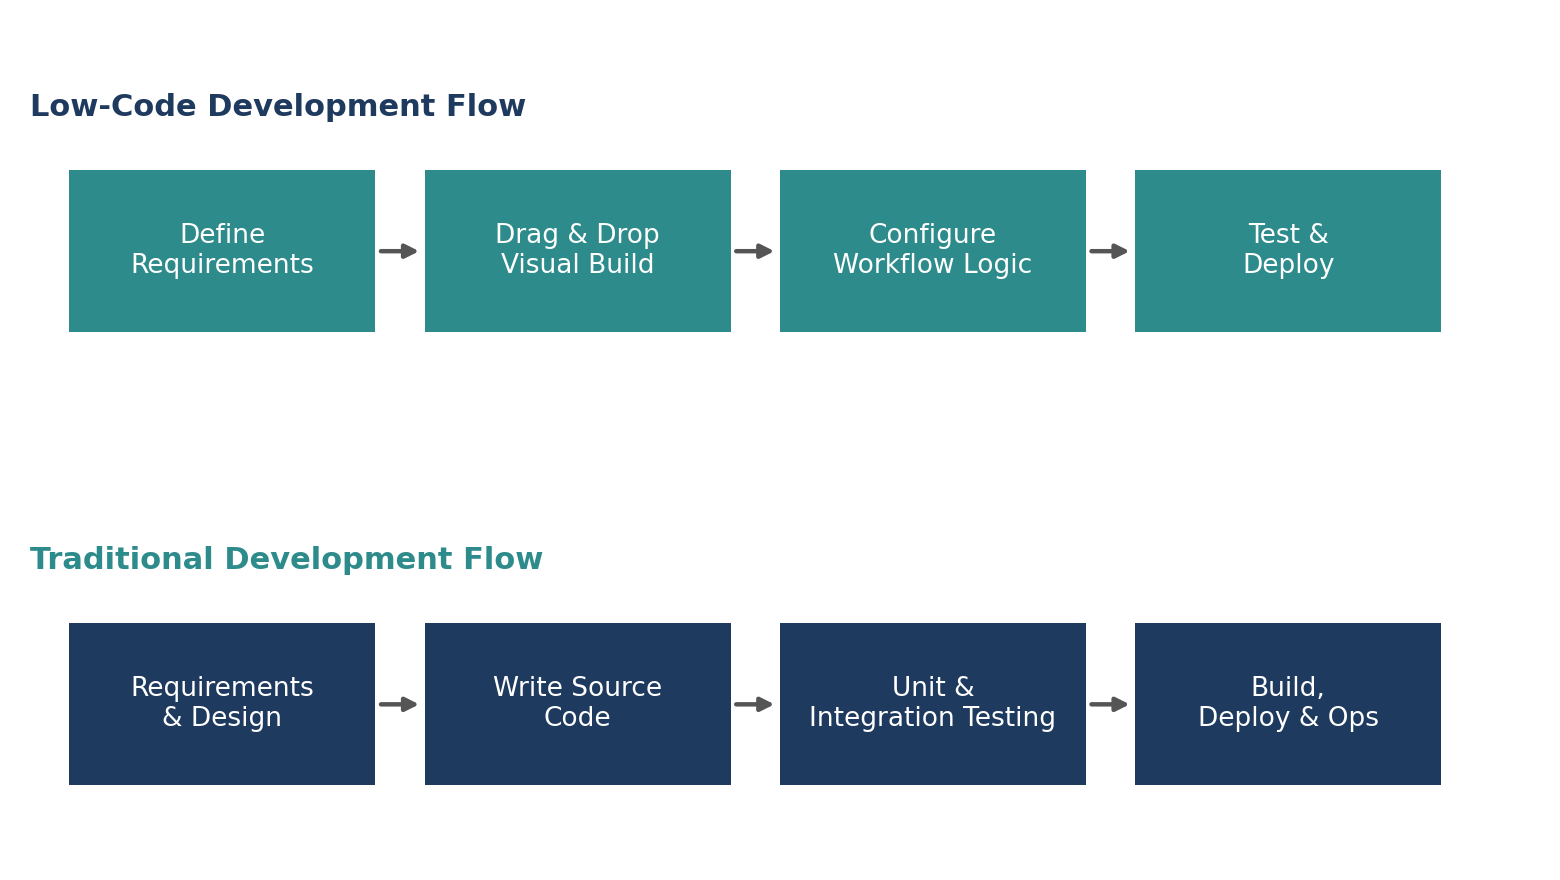 Low-Code Development Flow
Define
Requirements
Drag & Drop
Visual Build
Configure
Workflow Logic
Test &
Deploy
Traditional Development Flow
Requirements
& Design
Write Source
Code
Unit &
Integration Testing
Build,
Deploy & Ops